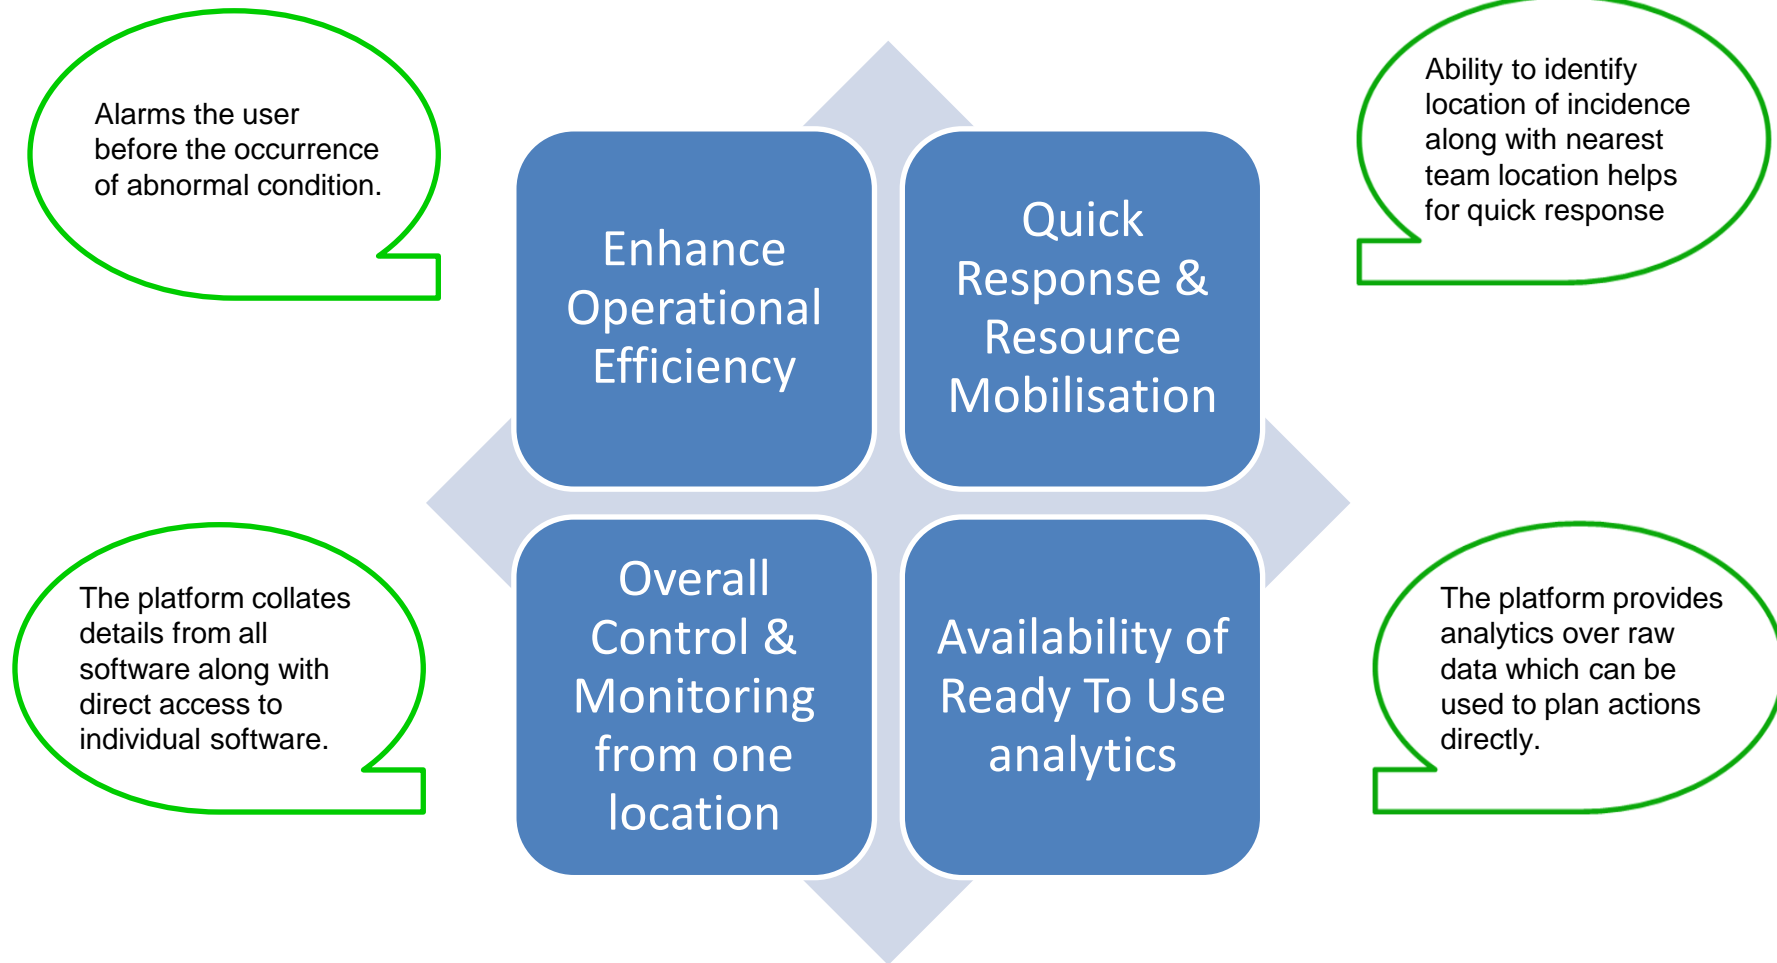 Alarms the user
before the occurrence
of abnormal condition.
Enhance
Operational
Efficiency
Quick
Response &
Resource
Mobilisation
Ability to identify
location of incidence
along with nearest
team location helps
for quick response
The platform collates
details from all
software along with
direct access to
individual software.
Overall
Control &
Monitoring
from one
location
Availability of
Ready To Use
analytics
The platform provides
analytics over raw
data which can be
used to plan actions
directly.